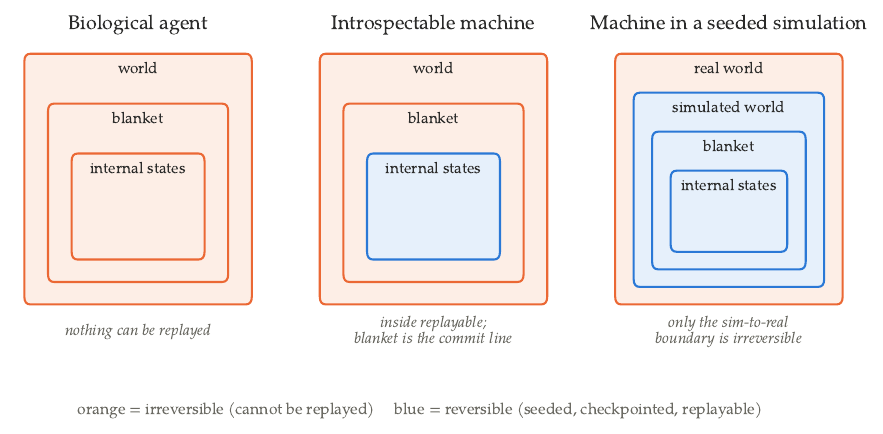 Biological agent
Introspectable machine
Machine in a seeded simulation
world
blanket
internal states
nothing can be replayed
world
blanket
internal states
inside replayable;
blanket is the commit line
real world
simulated world
blanket
internal states
only the sim-to-real
boundary is irreversible
orange = irreversible (cannot be replayed)
blue = reversible (seeded, checkpointed, replayable)